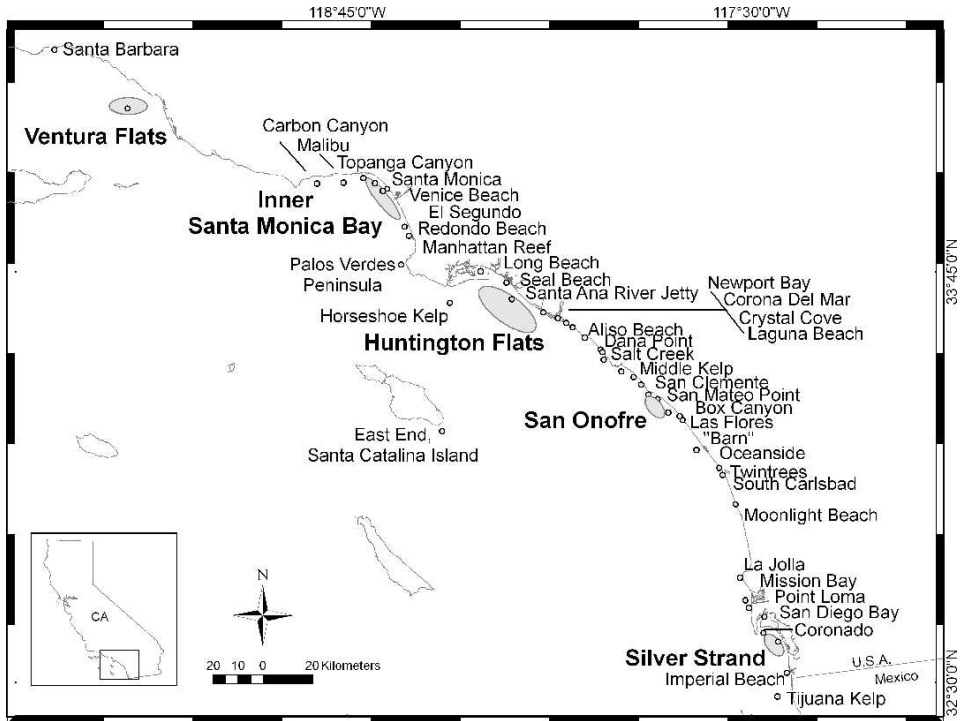 118°45'0"W
117°30'0"W
Santa Barbara
Ventura Flats
Carbon Canyon
Malibu
Topanga Canyon
Santa Monica
Inner
Santa Monica Bay
Venice Beach
El Segundo
Redondo Beach
Manhattan Reef
Palos Verdes
Peninsula
Long Beach
Seal Beach
Santa Ana River Jetty
33°45'0"N
Newport Bay
Corona Del Mar
Crystal Cove
Laguna Beach
Horseshoe Kelp
Huntington Flats
Aliso Beach
Dana Point
Salt Creek
Middle Kelp
San Clemente
San Mateo Point
San Onofre
Box Canyon
Las Flores
"Barn"
East End,
Santa Catalina Island
Oceanside
Twintrees
South Carlsbad
Moonlight Beach
La Jolla
Mission Bay
Point Loma
San Diego Bay
Coronado
Silver Strand
Imperial Beach
U.S.A.
Mexico
Tijuana Kelp
32°30'0"N
CA
N
20 10 0 20 Kilometers